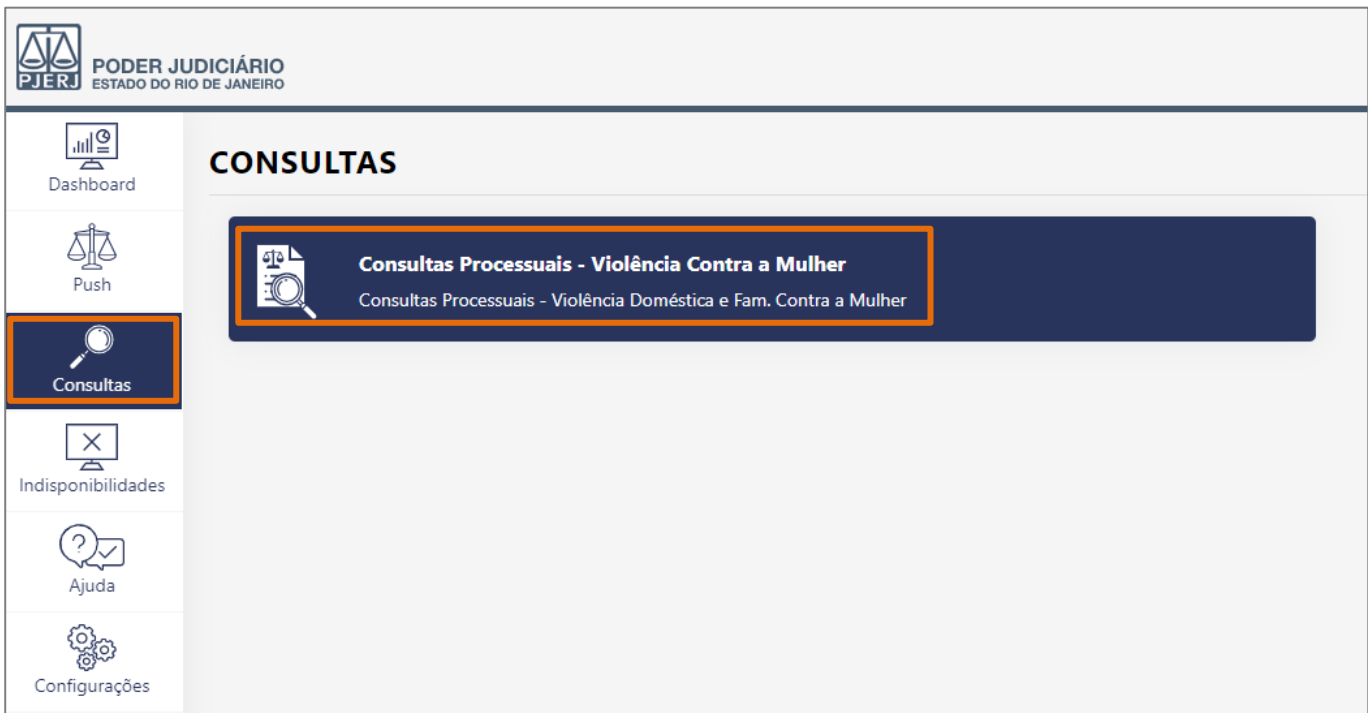 PJERJ
PODER JUDICIÁRIO
ESTADO DO RIO DE JANEIRO
Dashboard
Push
Consultas
Indisponibilidades
Ajuda
Configurações
CONSULTAS
Consultas Processuais - Violência Contra a Mulher
Consultas Processuais - Violência Doméstica e Fam. Contra a Mulher